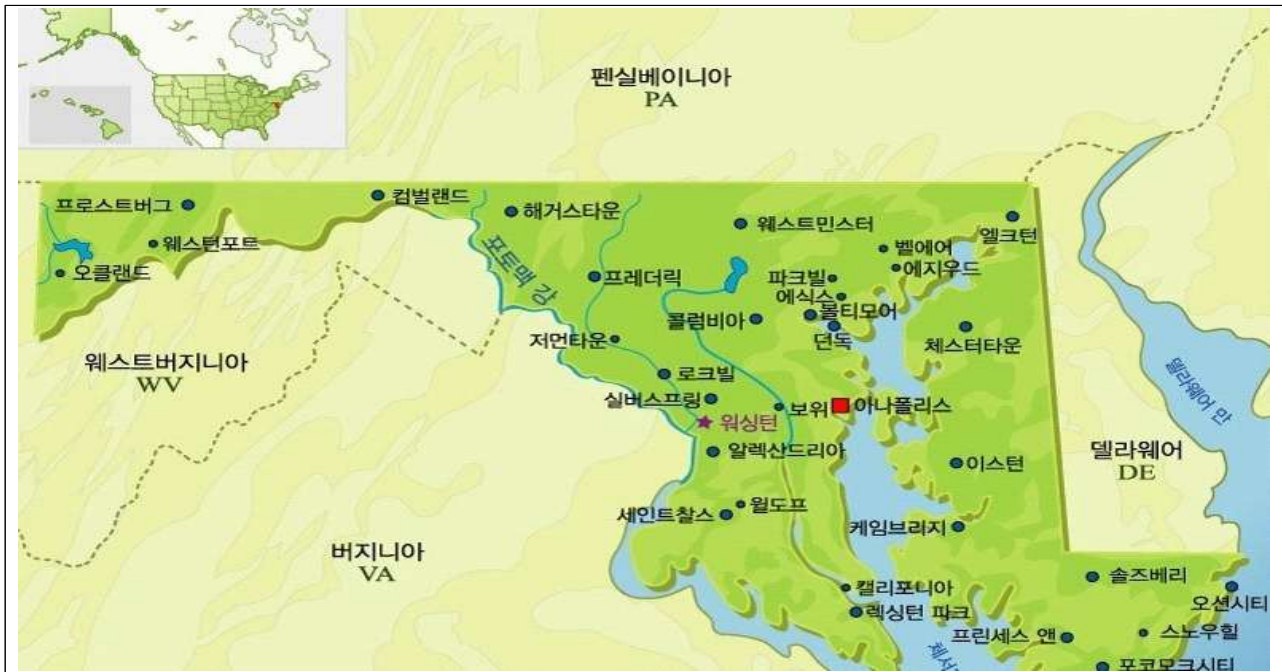 펜실베이니아
PA
프로스트버그
컴벌랜드
해거스타운
웨스트민스터
엘크턴
웨스턴포트
벨에어
오클랜드
포토맥 강
프레더릭
파크빌
에지우드
에식스
콜럼비아
볼티모어
던독
저먼타운
체스터타운
웨스트버지니아
WV
로크빌
델라웨어 만
실버스프링
보위
아나폴리스
워싱턴
알렉산드리아
이스턴
델라웨어
DE
세인트찰스
월도프
케임브리지
버지니아
VA
캘리포니아
솔즈베리
오션시티
렉싱턴 파크
프린세스 앤
스노우힐
체서
포코모크시티